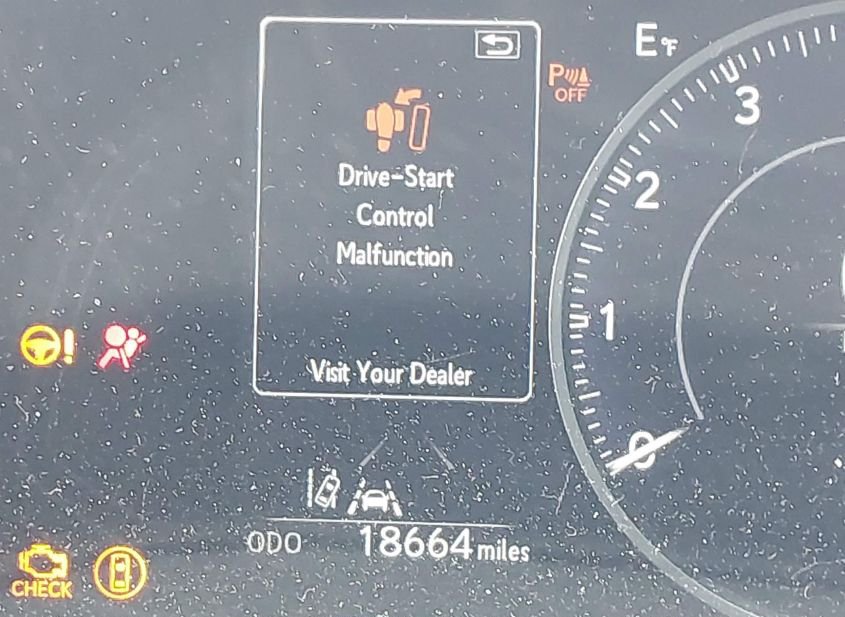 E°F
P OFF
Drive-Start
Control
Malfunction
Visit Your Dealer
3
2
1
0
ODO 18664 miles
CHECK